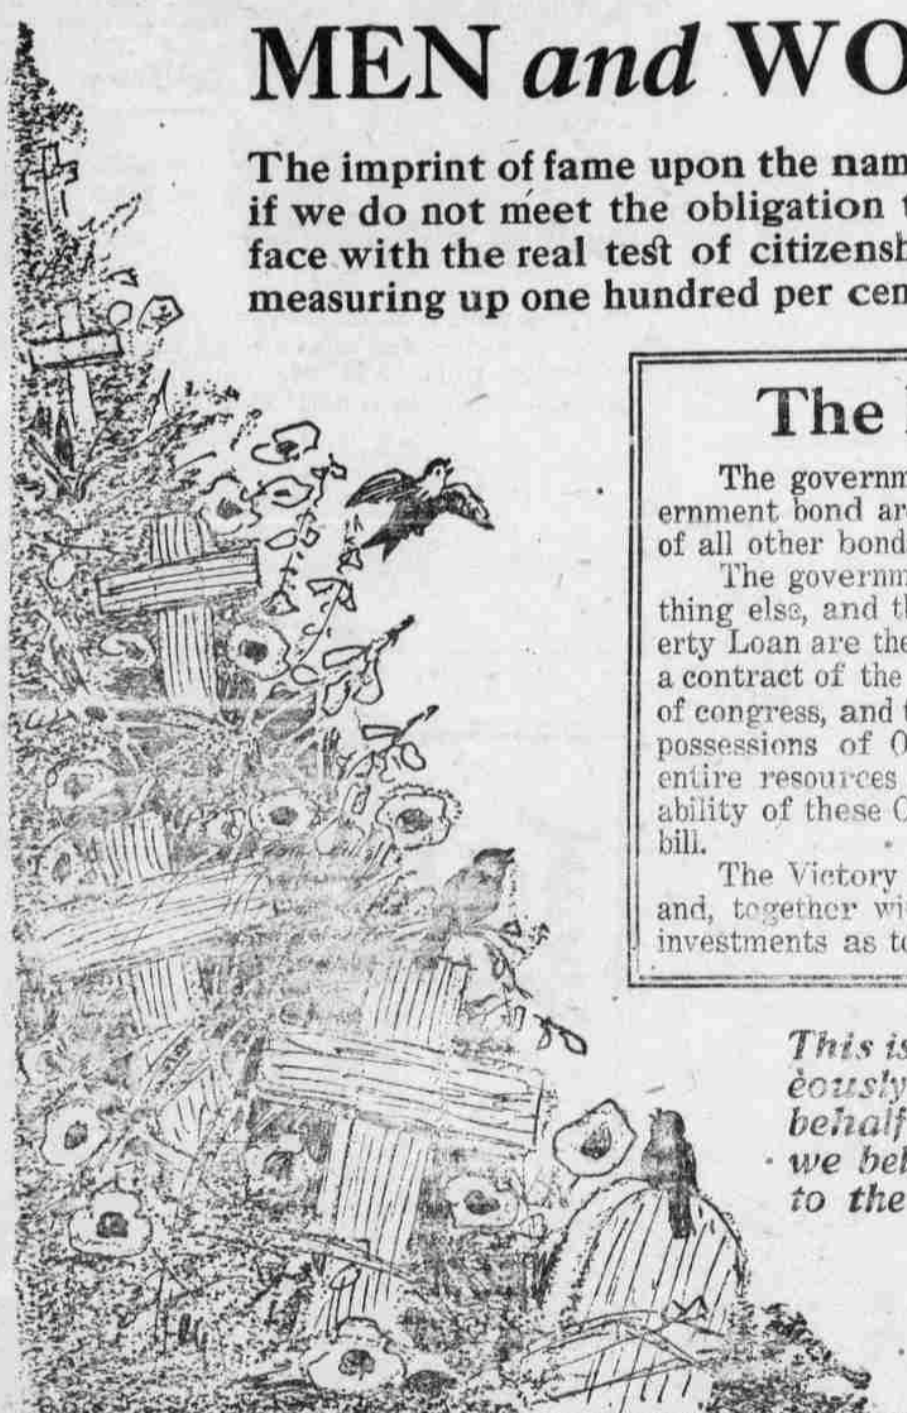 MEN and WO
The imprint of fame upon the nam
if we do not meet the obligation t
face with the real test of citizensh
measuring up one hundred per cen
The
The governm
ernment bond ar
of all other bond
The governm
thing else, and th
erty Loan are the
a contract of the
of congress, and t
possessions of O
entire resources
ability of these O
bill.
The Victory
and, together wi
investments as to
This is
eously
behalf
we bel
to the